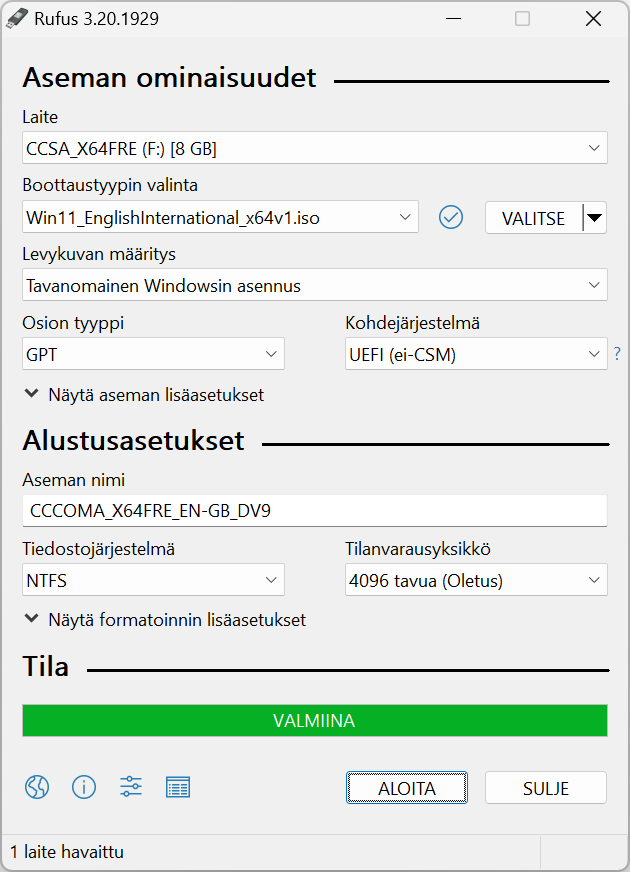 Rufus 3.20.1929
Aseman ominaisuudet
Laite
CCSA_X64FRE (F:) [8 GB]
Boottaustyypin valinta
Win11_EnglishInternational_x64v1.iso
VALITSE
Levykuvan määritys
Tavanomainen Windowsin asennus
Osion tyyppi
Kohdejärjestelmä
GPT
UEFI (ei-CSM)
?
Näytä aseman lisäasetukset
Alustusasetukset
Aseman nimi
CCCOMA_X64FRE_EN-GB_DV9
Tiedostojärjestelmä
Tilanvarausyksikkö
NTFS
4096 tavua (Oletus)
Näytä formatoinnin lisäasetukset
Tila
VALMIINA
ALOITA
SULJE
1 laite havaittu